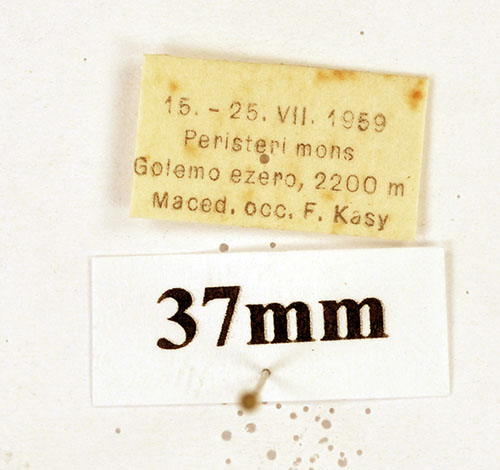 15. - 25. VII. 1959
Peristeri mons
Golemo ezero, 2200 m
Maced. occ. F. Kasy
37mm